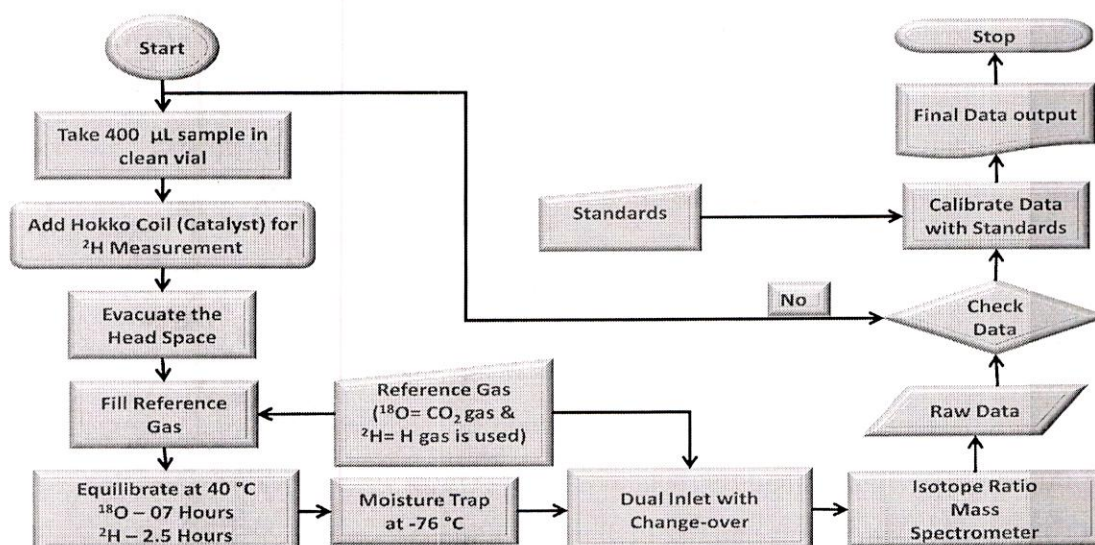 Start
Take 400 µL sample in
clean vial
Add Hokko Coil (Catalyst) for
²H Measurement
Evacuate the
Head Space
Fill Reference
Gas
Equilibrate at 40 °C
¹⁸O – 07 Hours
²H – 2.5 Hours
Moisture Trap
at -76 °C
Reference Gas
(¹⁸O= CO₂ gas &
²H= H gas is used)
Dual Inlet with
Change-over
Isotope Ratio
Mass
Spectrometer
Raw Data
Check
Data
No
Standards
Calibrate Data
with Standards
Final Data output
Stop